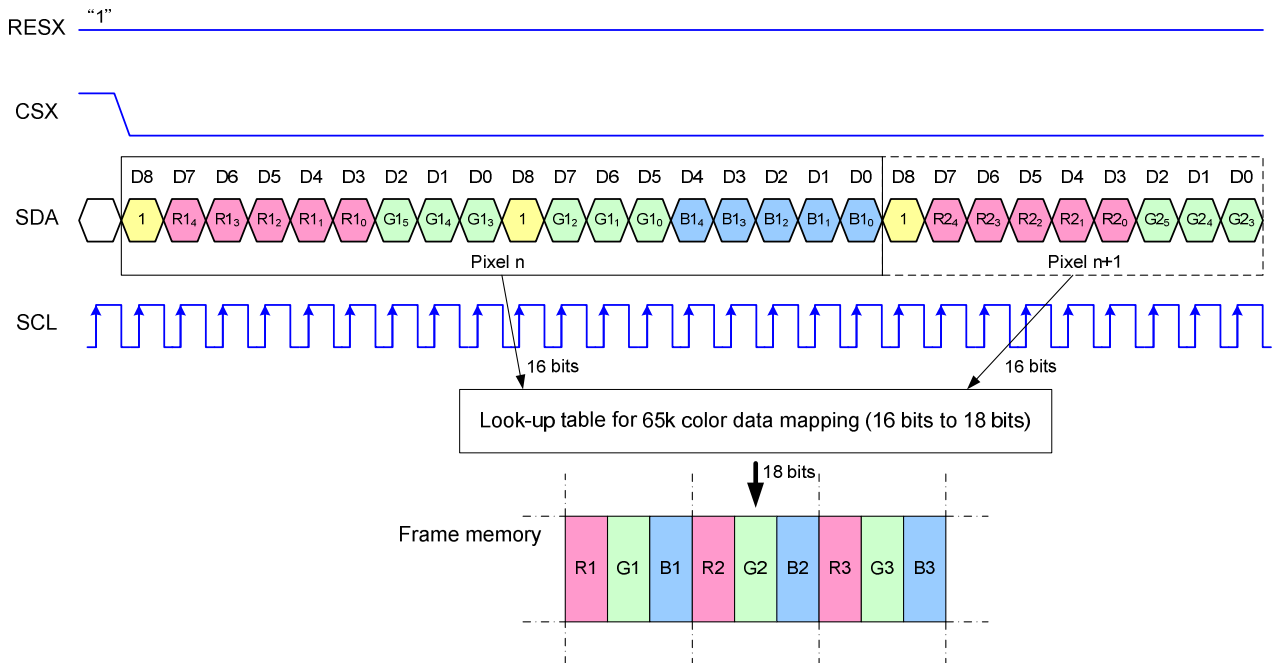 RESX “1”
CSX
D8 D7 D6 D5 D4 D3 D2 D1 D0 D8 D7 D6 D5 D4 D3 D2 D1 D0 D8 D7 D6 D5 D4 D3 D2 D1 D0
SDA 1 R1₄ R1₃ R1₂ R1₁ R1₀ G1₅ G1₄ G1₃ 1 G1₂ G1₁ G1₀ B1₄ B1₃ B1₂ B1₁ B1₀ 1 R2₄ R2₃ R2₂ R2₁ R2₀ G2₅ G2₄ G2₃
Pixel n Pixel n+1
SCL
16 bits 16 bits
Look-up table for 65k color data mapping (16 bits to 18 bits)
18 bits
Frame memory
R1 G1 B1 R2 G2 B2 R3 G3 B3